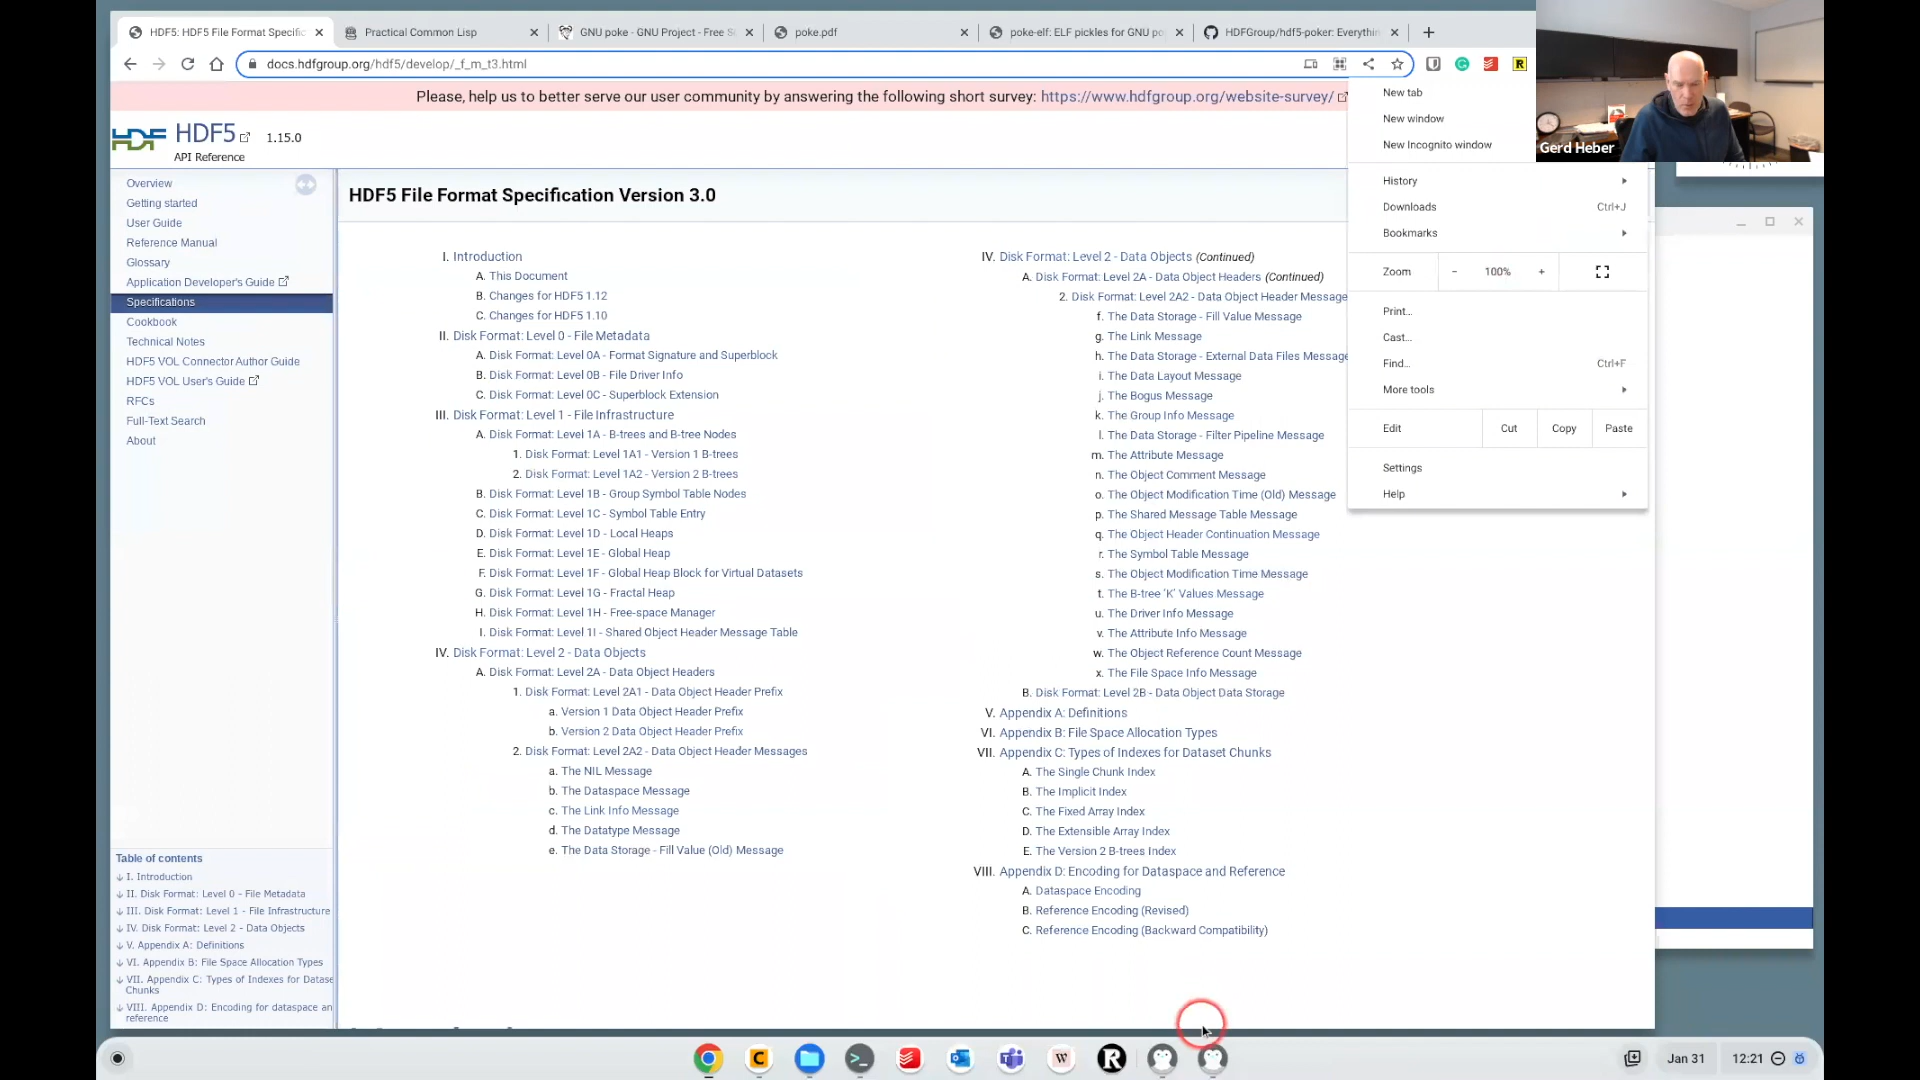 HDF5: HDF5 File Format Specific
Practical Common Lisp
GNU poke - GNU Project - Free S
poke.pdf
poke-elf: ELF pickles for GNU po
HDFGroup/hdf5-poker: Everythin
docs.hdfgroup.org/hdf5/develop/_f_m_t3.html
Please, help us to better serve our user community by answering the following short survey: https://www.hdfgroup.org/website-survey/
HDF HDF5 1.15.0
API Reference
Overview
Getting started
User Guide
Reference Manual
Glossary
Application Developer's Guide
Specifications
Cookbook
Technical Notes
HDF5 VOL Connector Author Guide
HDF5 VOL User's Guide
RFCs
Full-Text Search
About
Table of contents
I. Introduction
II. Disk Format: Level 0 - File Metadata
III. Disk Format: Level 1 - File Infrastructure
IV. Disk Format: Level 2 - Data Objects
V. Appendix A: Definitions
VI. Appendix B: File Space Allocation Types
VII. Appendix C: Types of Indexes for Datase
Chunks
VIII. Appendix D: Encoding for dataspace an
reference
HDF5 File Format Specification Version 3.0
I. Introduction
A. This Document
B. Changes for HDF5 1.12
C. Changes for HDF5 1.10
II. Disk Format: Level 0 - File Metadata
A. Disk Format: Level 0A - Format Signature and Superblock
B. Disk Format: Level 0B - File Driver Info
C. Disk Format: Level 0C - Superblock Extension
III. Disk Format: Level 1 - File Infrastructure
A. Disk Format: Level 1A - B-trees and B-tree Nodes
1. Disk Format: Level 1A1 - Version 1 B-trees
2. Disk Format: Level 1A2 - Version 2 B-trees
B. Disk Format: Level 1B - Group Symbol Table Nodes
C. Disk Format: Level 1C - Symbol Table Entry
D. Disk Format: Level 1D - Local Heaps
E. Disk Format: Level 1E - Global Heap
F. Disk Format: Level 1F - Global Heap Block for Virtual Datasets
G. Disk Format: Level 1G - Fractal Heap
H. Disk Format: Level 1H - Free-space Manager
I. Disk Format: Level 1I - Shared Object Header Message Table
IV. Disk Format: Level 2 - Data Objects
A. Disk Format: Level 2A - Data Object Headers
1. Disk Format: Level 2A1 - Data Object Header Prefix
a. Version 1 Data Object Header Prefix
b. Version 2 Data Object Header Prefix
2. Disk Format: Level 2A2 - Data Object Header Messages
a. The NIL Message
b. The Dataspace Message
c. The Link Info Message
d. The Datatype Message
e. The Data Storage - Fill Value (Old) Message
IV. Disk Format: Level 2 - Data Objects (Continued)
A. Disk Format: Level 2A - Data Object Headers (Continued)
2. Disk Format: Level 2A2 - Data Object Header Message
f. The Data Storage - Fill Value Message
g. The Link Message
h. The Data Storage - External Data Files Message
i. The Data Layout Message
j. The Bogus Message
k. The Group Info Message
l. The Data Storage - Filter Pipeline Message
m. The Attribute Message
n. The Object Comment Message
o. The Object Modification Time (Old) Message
p. The Shared Message Table Message
q. The Object Header Continuation Message
r. The Symbol Table Message
s. The Object Modification Time Message
t. The B-tree 'K' Values Message
u. The Driver Info Message
v. The Attribute Info Message
w. The Object Reference Count Message
x. The File Space Info Message
B. Disk Format: Level 2B - Data Object Data Storage
V. Appendix A: Definitions
VI. Appendix B: File Space Allocation Types
VII. Appendix C: Types of Indexes for Dataset Chunks
A. The Single Chunk Index
B. The Implicit Index
C. The Fixed Array Index
D. The Extensible Array Index
E. The Version 2 B-trees Index
VIII. Appendix D: Encoding for Dataspace and Reference
A. Dataspace Encoding
B. Reference Encoding (Revised)
C. Reference Encoding (Backward Compatibility)
New tab
New window
New Incognito window
History
Downloads Ctrl+J
Bookmarks
Zoom - 100% +
Print...
Cast...
Find... Ctrl+F
More tools
Edit Cut Copy Paste
Settings
Help
Gerd Heber
Jan 31 12:21